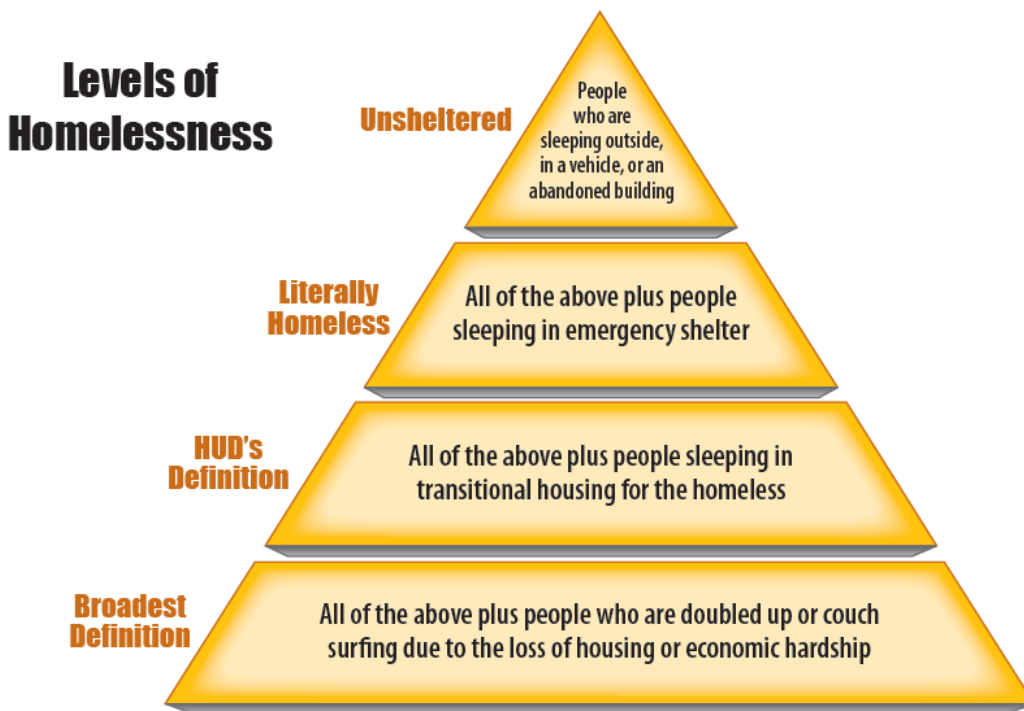 Levels of
Homelessness
Unsheltered
People
who are
sleeping outside,
in a vehicle, or an
abandoned building
Literally
Homeless
All of the above plus people
sleeping in emergency shelter
HUD's
Definition
All of the above plus people sleeping in
transitional housing for the homeless
Broadest
Definition
All of the above plus people who are doubled up or couch
surfing due to the loss of housing or economic hardship